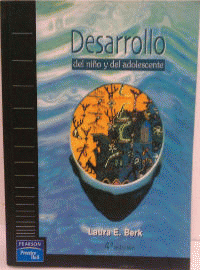 Desarrollo
del niño y del adolescente
Laura E. Berk
4ª edición
PEARSON
Prentice
Hall